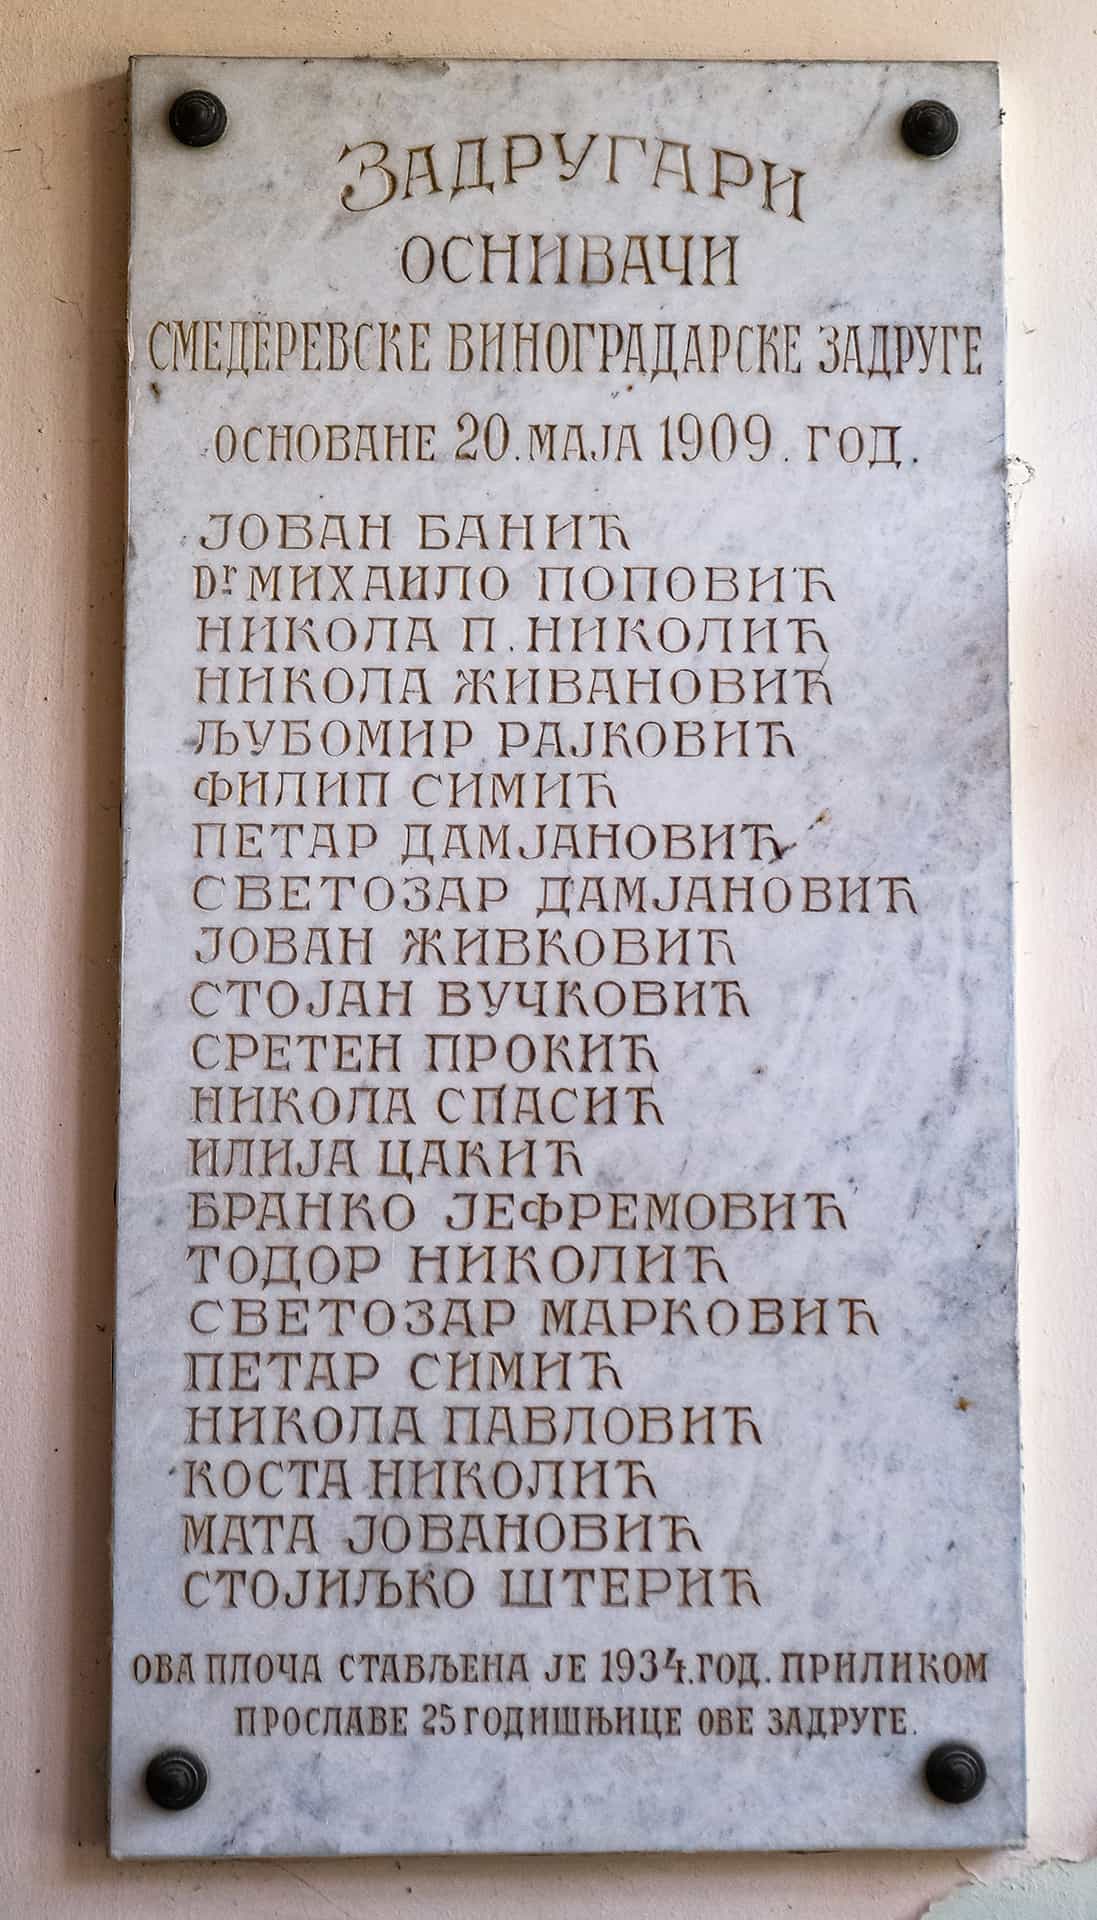 ЗАДРУГАРИ
ОСНИВАЧИ
СМЕДЕРЕВСКЕ ВИНОГРАДАРСКЕ ЗАДРУГЕ
ОСНОВАНЕ 20. МАЈА 1909. ГОД.
ЈОВАН БАНИЋ
Dr МИХАИЛО ПОПОВИЋ
НИКОЛА П. НИКОЛИЋ
НИКОЛА ЖИВАНОВИЋ
ЉУБОМИР РАЈКОВИЋ
ФИЛИП СИМИЋ
ПЕТАР ДАМЈАНОВИЋ
СВЕТОЗАР ДАМЈАНОВИЋ
ЈОВАН ЖИВКОВИЋ
СТОЈАН ВУЧКОВИЋ
СРЕТЕН ПРОКИЋ
НИКОЛА СПАСИЋ
ИЛИЈА ЦАКИЋ
БРАНКО ЈЕФРЕМОВИЋ
ТОДОР НИКОЛИЋ
СВЕТОЗАР МАРКОВИЋ
ПЕТАР СИМИЋ
НИКОЛА ПАВЛОВИЋ
КОСТА НИКОЛИЋ
МАТА ЈОВАНОВИЋ
СТОЈИЉКО ШТЕРИЋ
ОВА ПЛОЧА СТАВЉЕНА ЈЕ 1934. ГОД. ПРИЛИКОМ
ПРОСЛАВЕ 25 ГОДИШЊИЦЕ ОВЕ ЗАДРУГЕ.